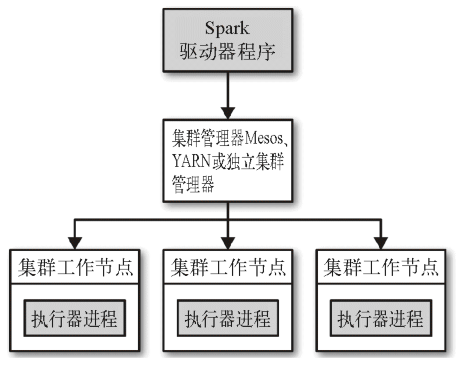 Spark
驱动器程序
集群管理器Mesos、
YARN或独立集群
管理器
集群工作节点
执行器进程
集群工作节点
执行器进程
集群工作节点
执行器进程